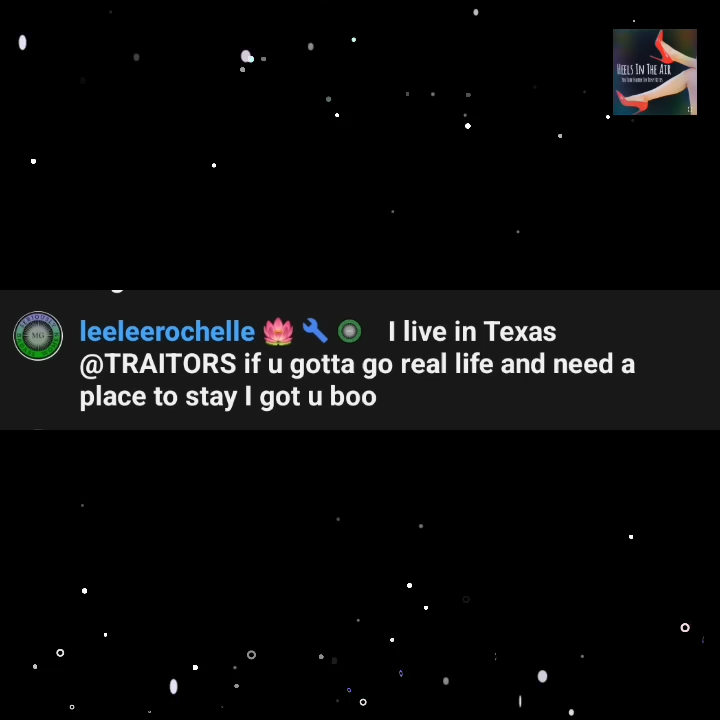 HEELS IN THE AIR
leeleerochelle I live in Texas
@TRAITORS if u gotta go real life and need a
place to stay I got u boo